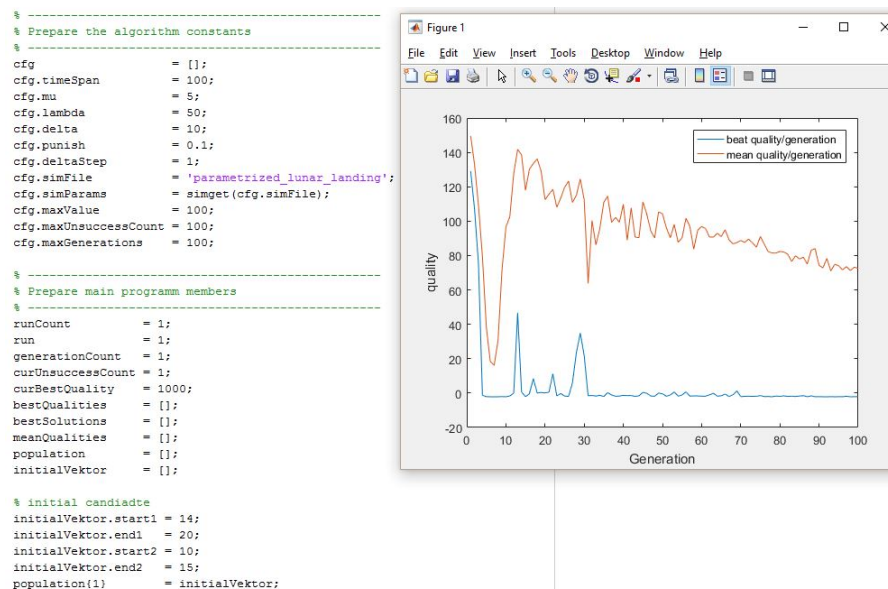 % -----------------------------------------------
% Prepare the algorithm constants
% -----------------------------------------------
cfg = [];
cfg.timeSpan = 100;
cfg.mu = 5;
cfg.lambda = 50;
cfg.delta = 10;
cfg.punish = 0.1;
cfg.deltaStep = 1;
cfg.simFile = 'parametrized_lunar_landing';
cfg.simParams = simget(cfg.simFile);
cfg.maxValue = 100;
cfg.maxUnsuccessCount = 100;
cfg.maxGenerations = 100;
% -----------------------------------------------
% Prepare main programm members
% -----------------------------------------------
runCount = 1;
run = 1;
generationCount = 1;
curUnsuccessCount = 1;
curBestQuality = 1000;
bestQualities = [];
bestSolutions = [];
meanQualities = [];
population = [];
initialVektor = [];
% initial candiadte
initialVektor.start1 = 14;
initialVektor.end1 = 20;
initialVektor.start2 = 10;
initialVektor.end2 = 15;
population{1} = initialVektor;
Figure 1
File Edit View Insert Tools Desktop Window Help
160
140
120
100
80
60
40
20
0
-20
quality
beat quality/generation
mean quality/generation
0 10 20 30 40 50 60 70 80 90 100
Generation